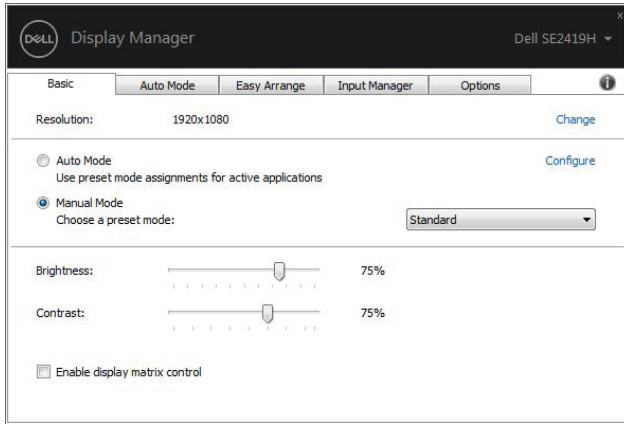 x
DELL Display Manager Dell SE2419H
Basic Auto Mode Easy Arrange Input Manager Options i
Resolution: 1920x1080 Change
Auto Mode Configure
Use preset mode assignments for active applications
Manual Mode
Choose a preset mode: Standard
Brightness: 75%
Contrast: 75%
Enable display matrix control